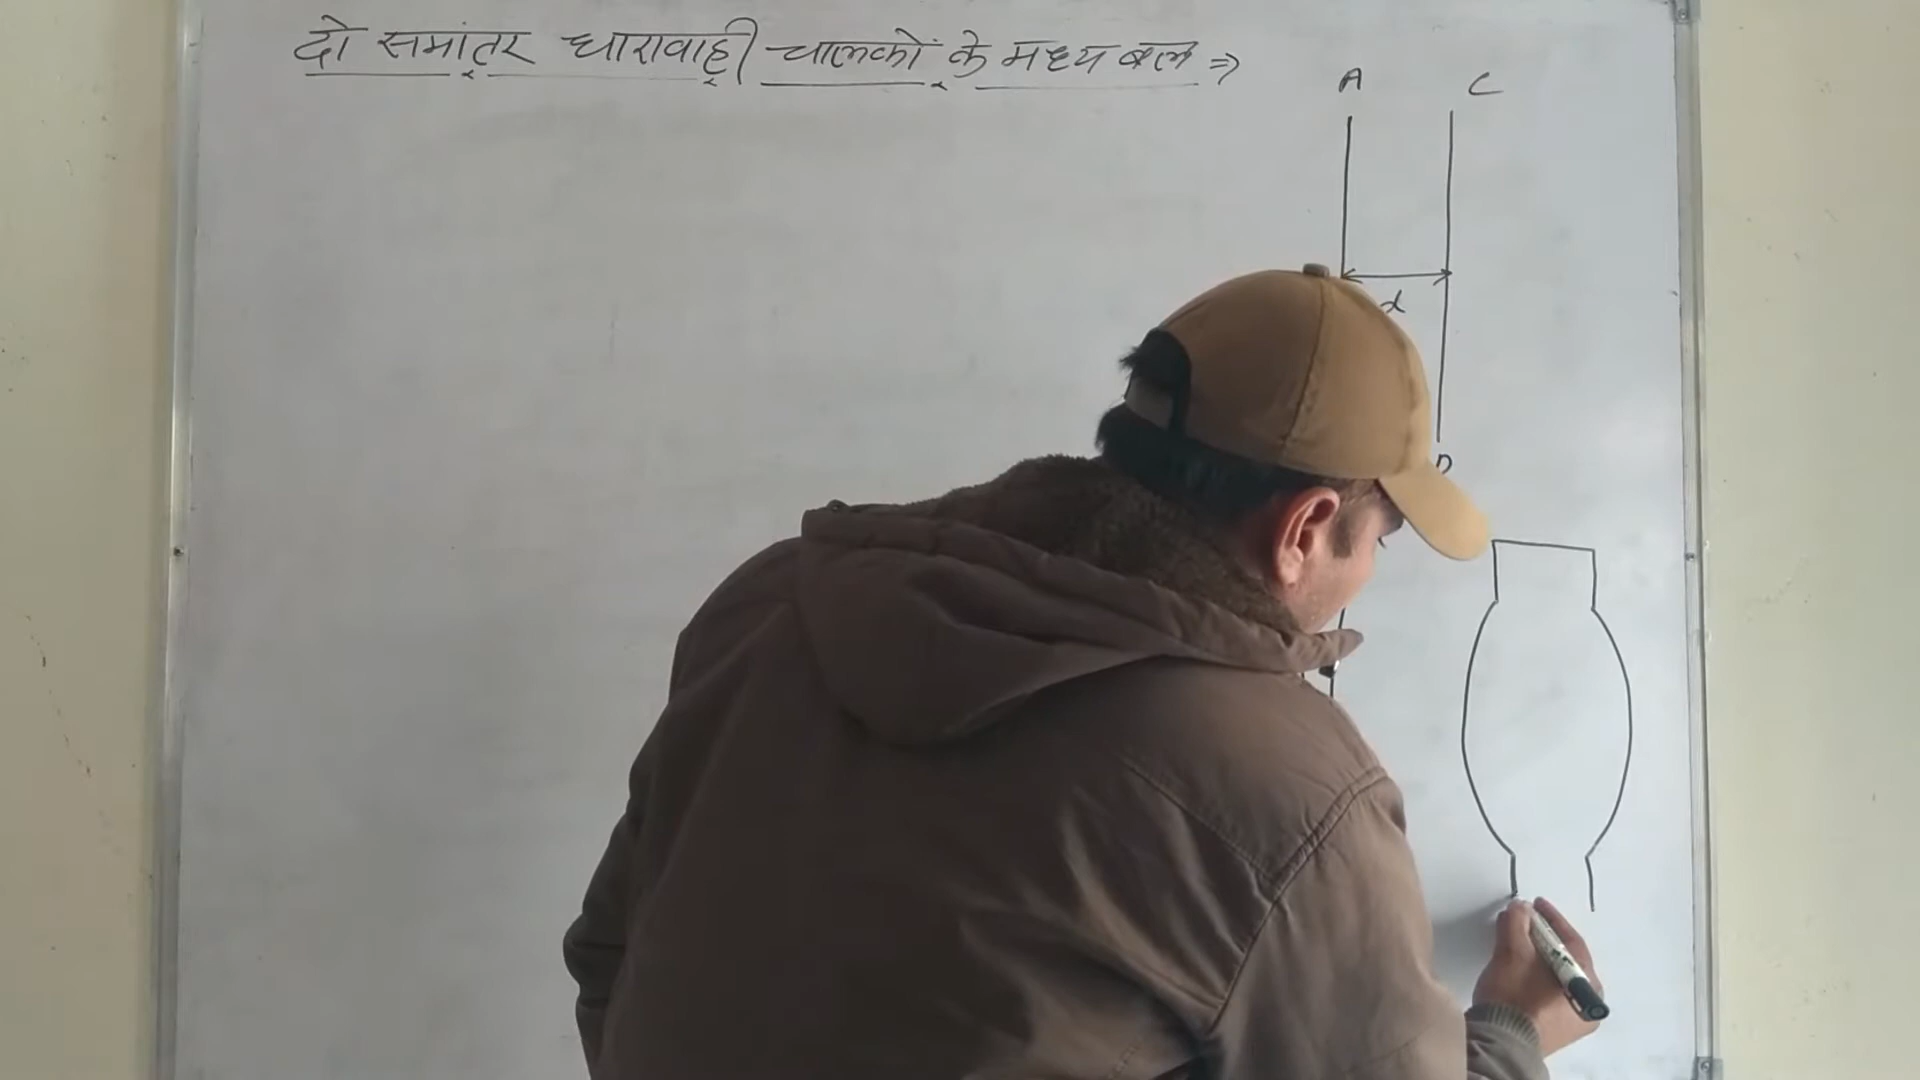 दो समांतर धारावाही चालकों के मध्य बल ⇒
A C
d
D